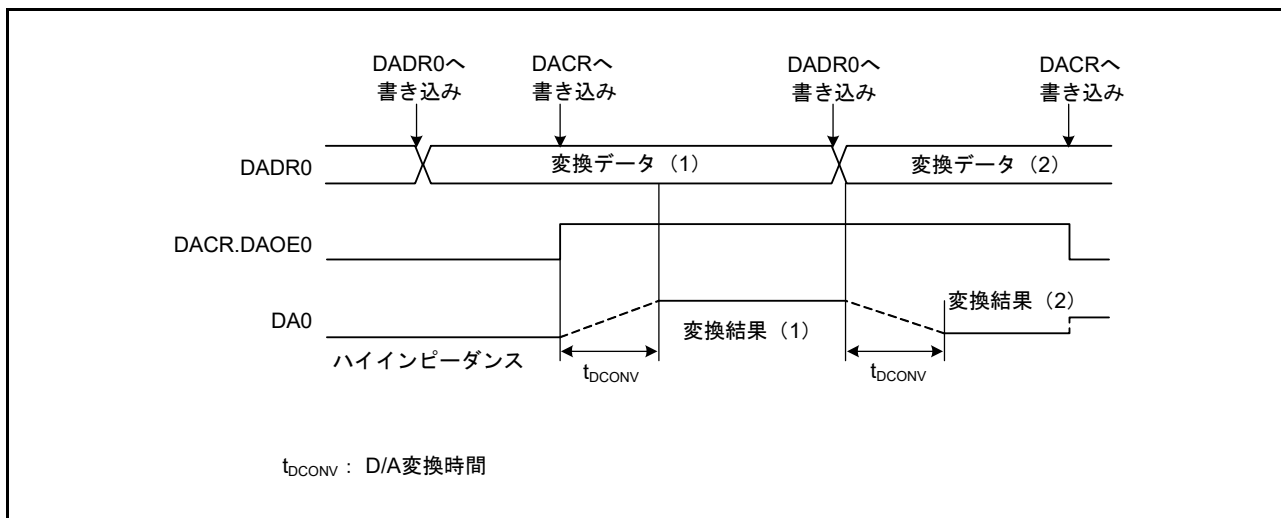 DADR0へ
書き込み
DACRへ
書き込み
DADR0へ
書き込み
DACRへ
書き込み
DADR0
変換データ（1）
変換データ（2）
DACR.DAOE0
DA0
変換結果（1）
変換結果（2）
ハイインピーダンス
tDCONV
tDCONV
tDCONV： D/A変換時間